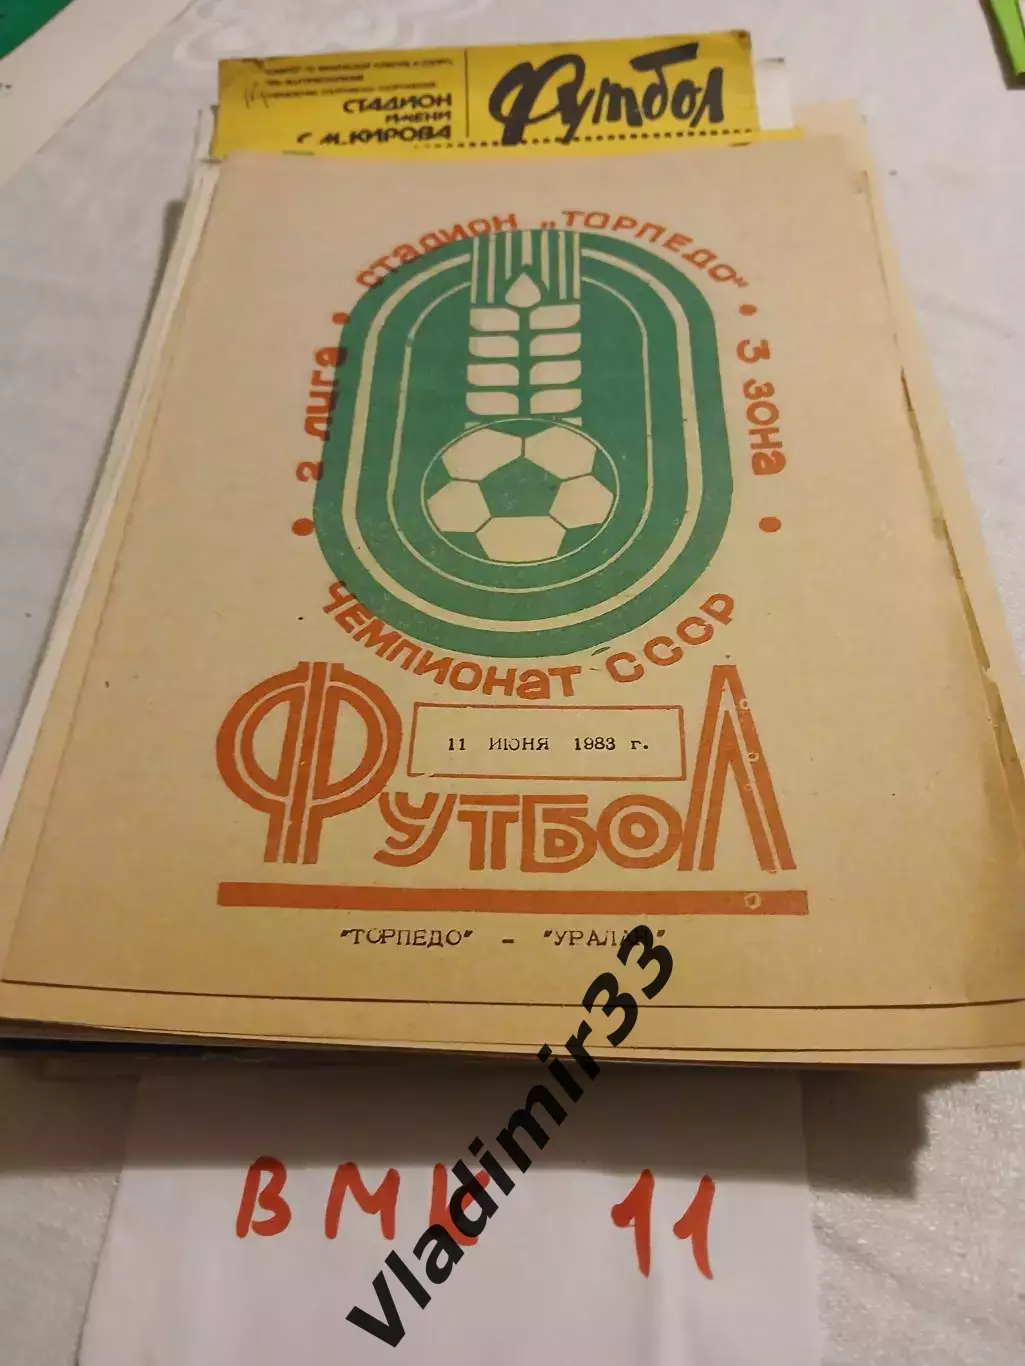 СТАДИОН
ИМЕНИ
С.М.КИРОВА
Футбол
2 ЛИГА • СТАДИОН „ТОРПЕДО" • 3 ЗОНА
ЧЕМПИОНАТ СССР
11 ИЮНЯ 1983 г.
ФУТБОЛ
"ТОРПЕДО" - "УРАЛАН"
ВМК 11
vladimir33